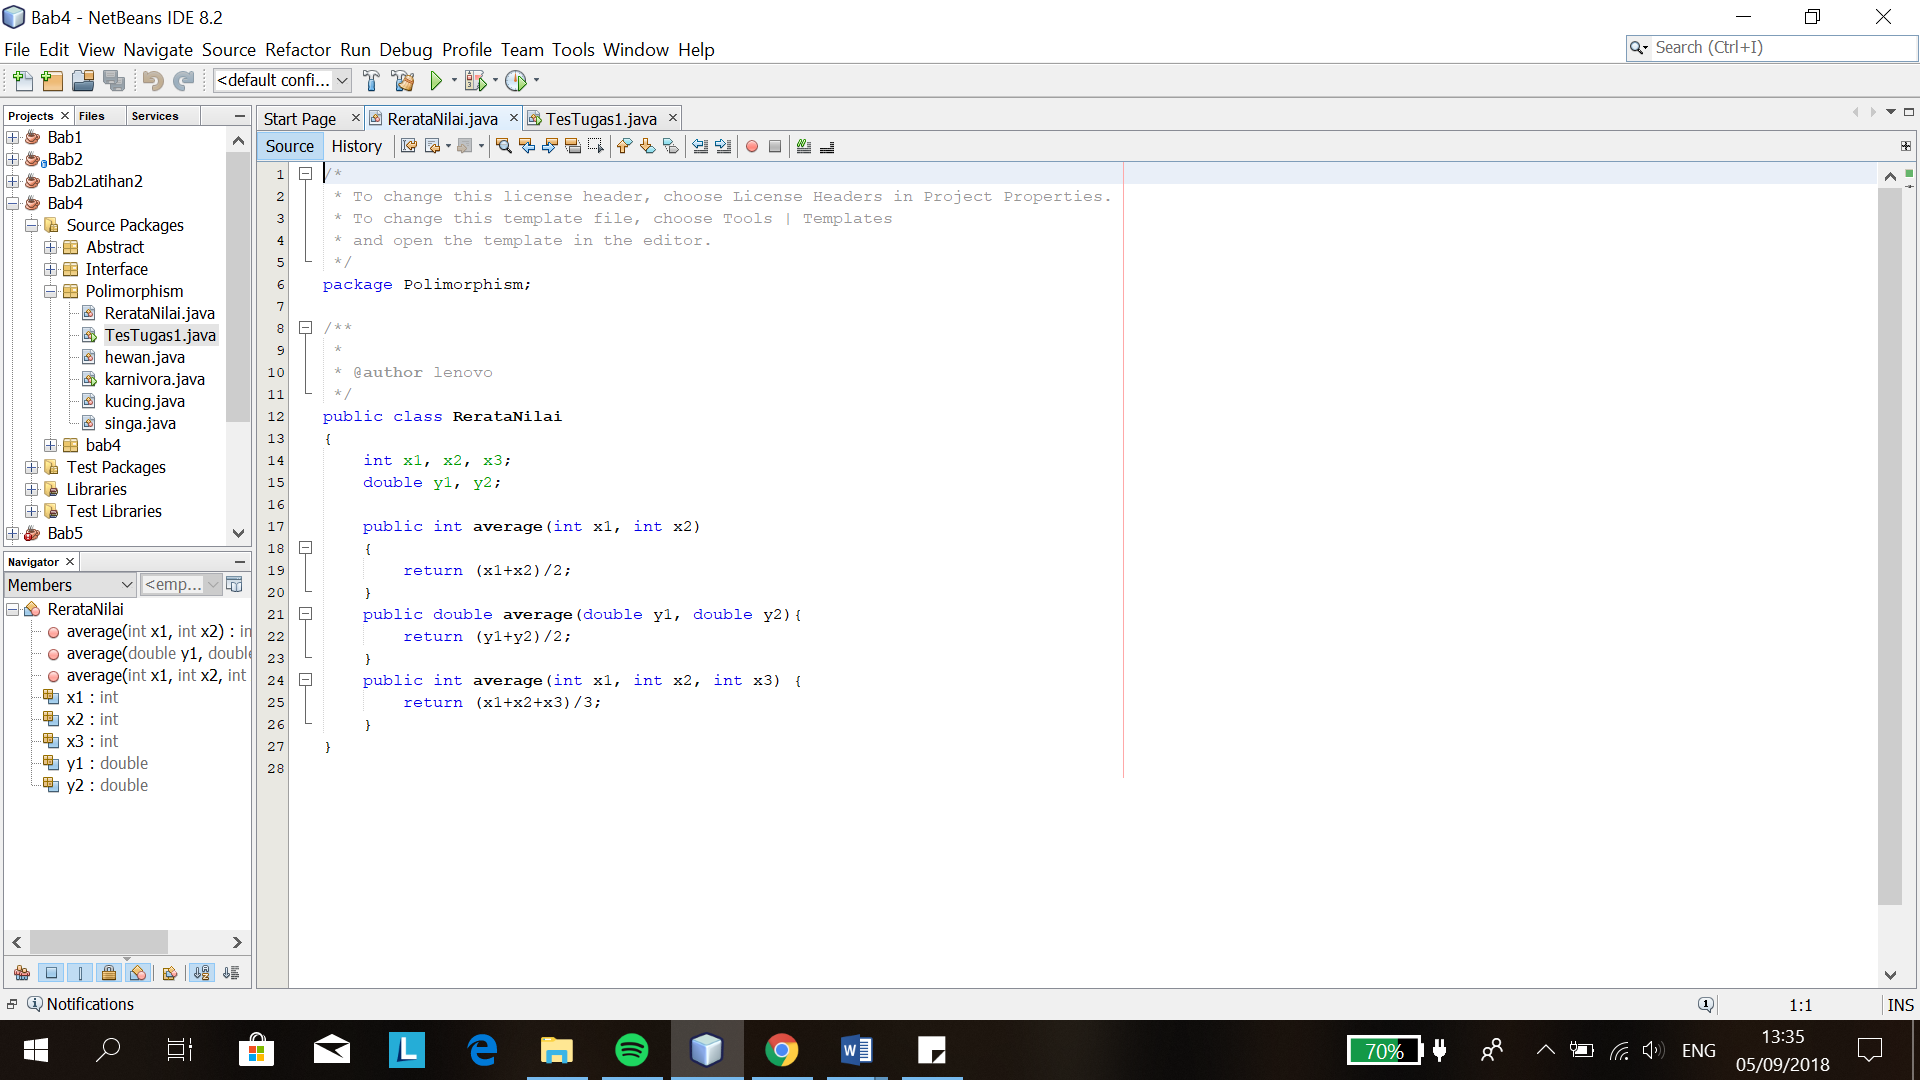 Bab4 - NetBeans IDE 8.2
File Edit View Navigate Source Refactor Run Debug Profile Team Tools Window Help
Search (Ctrl+I)
<default confi...
Projects Files Services
Bab1
Bab2
Bab2Latihan2
Bab4
Source Packages
Abstract
Interface
Polimorphism
RerataNilai.java
TesTugas1.java
hewan.java
karnivora.java
kucing.java
singa.java
bab4
Test Packages
Libraries
Test Libraries
Bab5
Navigator
Members <emp...
RerataNilai
average(int x1, int x2) : in
average(double y1, double
average(int x1, int x2, int
x1 : int
x2 : int
x3 : int
y1 : double
y2 : double
Start Page RerataNilai.java TesTugas1.java
Source History
1 /*
2 * To change this license header, choose License Headers in Project Properties.
3 * To change this template file, choose Tools | Templates
4 * and open the template in the editor.
5 */
6 package Polimorphism;
7
8 /**
9 *
10 * @author lenovo
11 */
12 public class RerataNilai
13 {
14 int x1, x2, x3;
15 double y1, y2;
16
17 public int average(int x1, int x2)
18 {
19 return (x1+x2)/2;
20 }
21 public double average(double y1, double y2){
22 return (y1+y2)/2;
23 }
24 public int average(int x1, int x2, int x3) {
25 return (x1+x2+x3)/3;
26 }
27 }
28
Notifications
1:1 INS
70%
ENG
13:35
05/09/2018